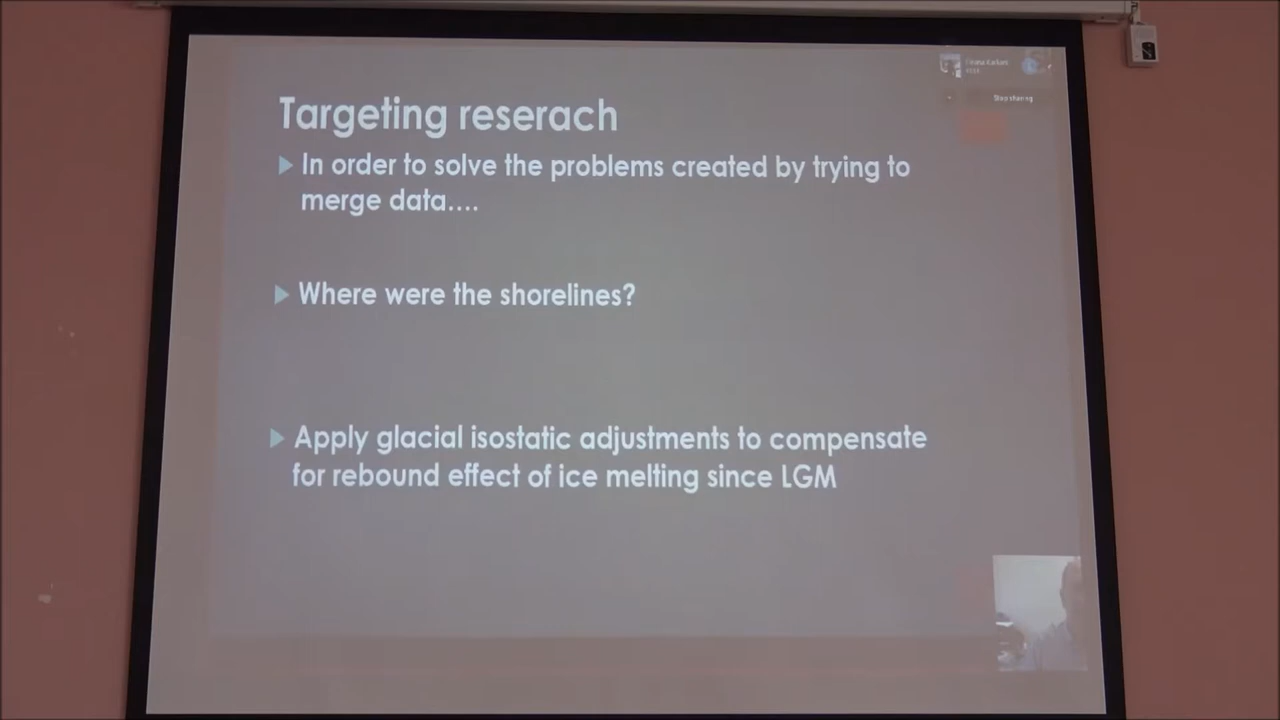 Stop sharing
Targeting reserach
In order to solve the problems created by trying to
merge data....
Where were the shorelines?
Apply glacial isostatic adjustments to compensate
for rebound effect of ice melting since LGM